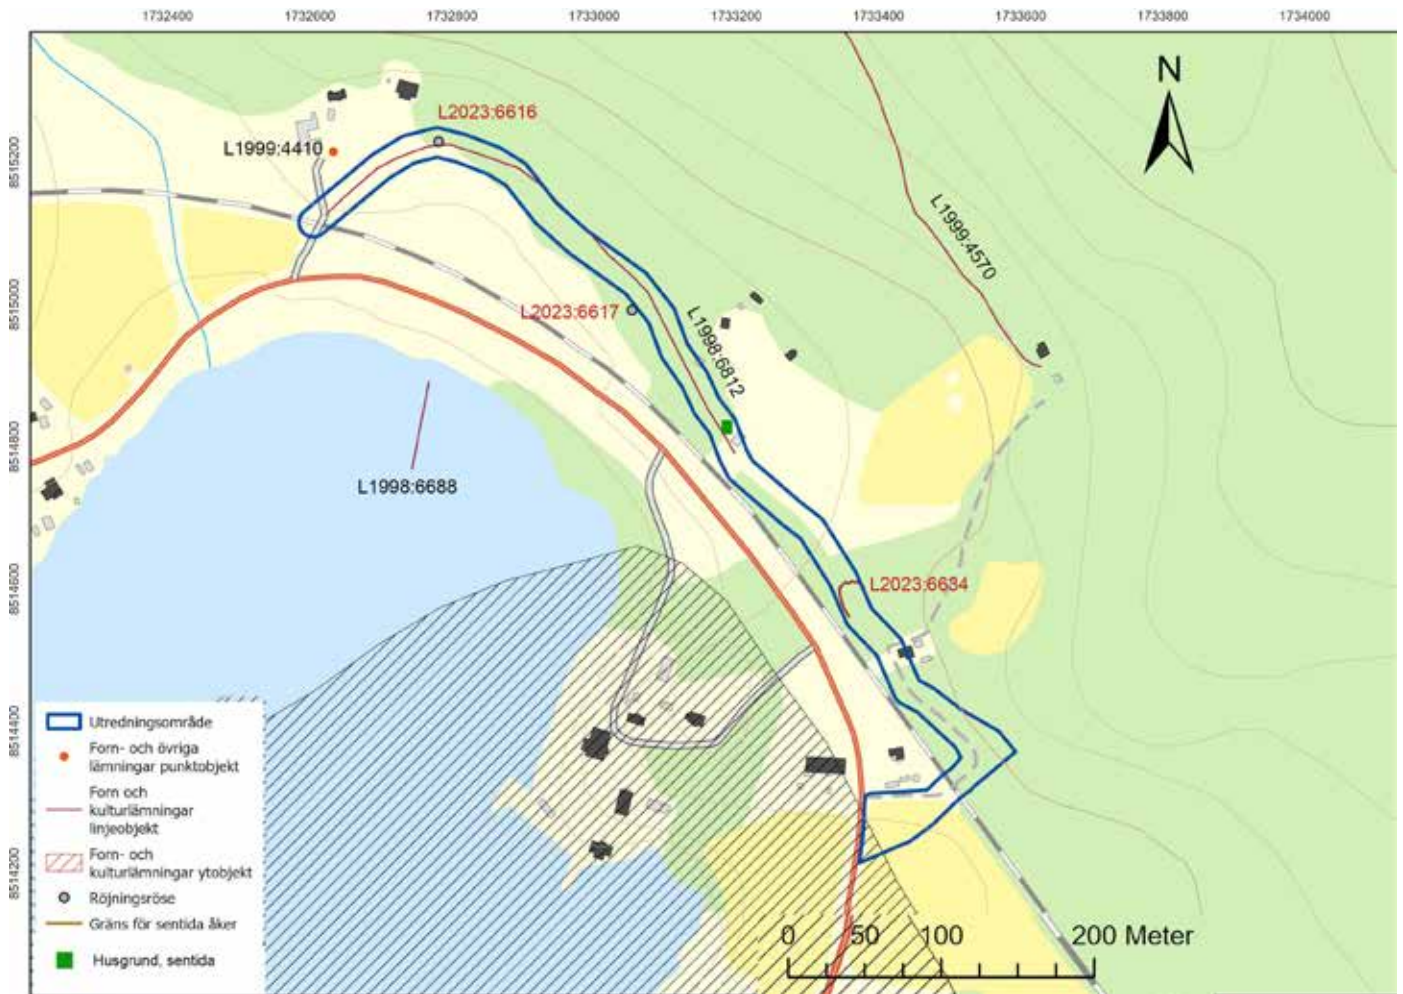 1732400 1732600 1732800 1733000 1733200 1733400 1733600 1733800 1734000
N
8515200
8515000
8514800
8514600
8514400
8514200
L2023:6616
L1999:4410
L1999:4570
L2023:6617
L1998:6812
L1998:6688
L2023:6634
Utredningsområde
Forn- och övriga
lämningar punktobjekt
Forn och
kulturlämningar
linjeobjekt
Forn- och
kulturlämningar ytobjekt
Röjningsröse
Gräns för sentida åker
Husgrund, sentida
0 50 100 200 Meter